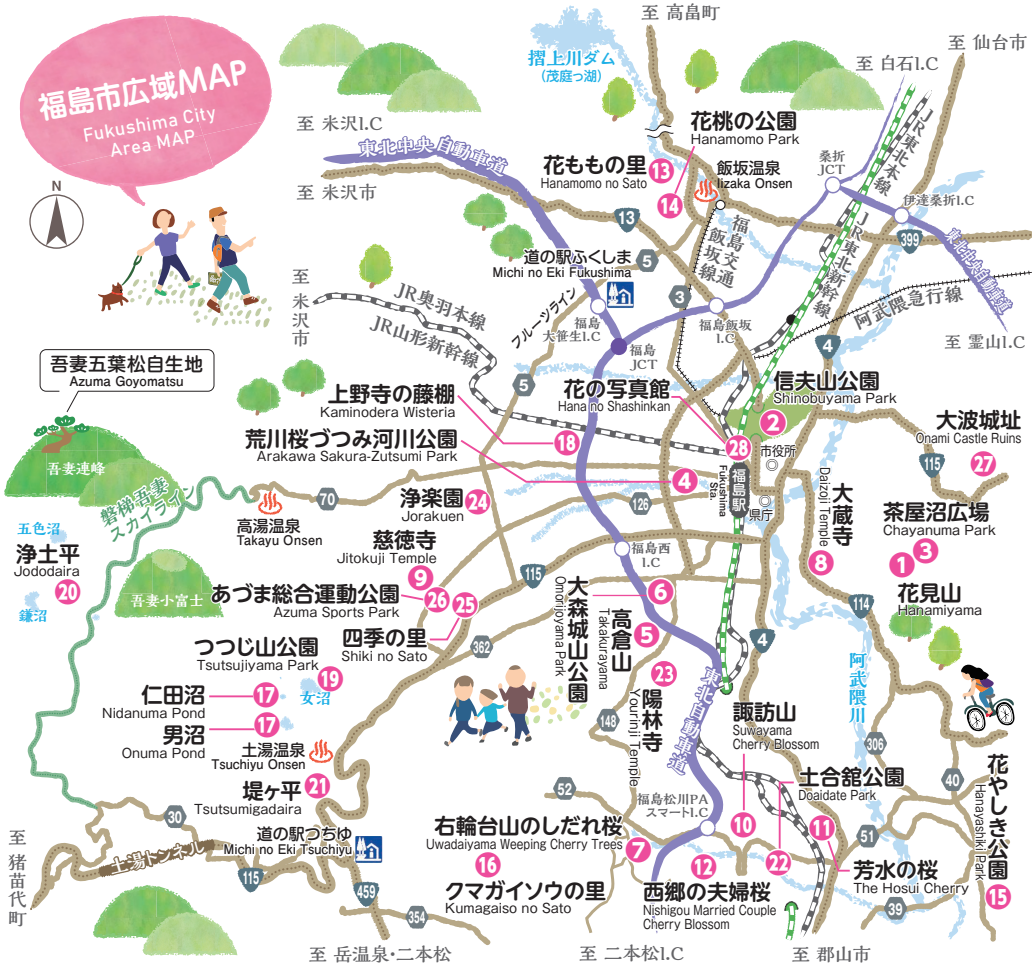 福島市広域MAP
Fukushima City
Area MAP
N
至 高畠町
至 仙台市
至 白石I.C
摺上川ダム
(茂庭っ湖)
至 米沢I.C
東北中央自動車道
至 米沢市
花桃の公園
Hanamomo Park
花ももの里
Hanamomo no Sato
13
14
飯坂温泉
Iizaka Onsen
桑折
JCT
伊達桑折I.C
JR東北本線
JR東北新幹線
399
東北中央自動車道
13
福島交通
飯坂線
道の駅ふくしま
Michi no Eki Fukushima
5
3
至 米沢市
JR奥羽本線
JR山形新幹線
フルーツライン
福島
大笹生I.C
福島
JCT
福島飯坂
I.C
阿武隈急行線
4
至 霊山I.C
吾妻五葉松自生地
Azuma Goyomatsu
吾妻連峰
5
上野寺の藤棚
Kaminodera Wisteria
18
花の写真館
Hana no Shashinkan
28
信夫山公園
Shinobuyama Park
2
市役所
大波城址
Onami Castle Ruins
27
115
荒川桜づつみ河川公園
Arakawa Sakura-Zutsumi Park
4
福島駅
Fukushima
Sta.
県庁
磐梯吾妻
スカイライン
70
高湯温泉
Takayu Onsen
浄楽園
Jorakuen
24
126
大蔵寺
Daizoji Temple
8
茶屋沼広場
Chayanuma Park
3
1
花見山
Hanamiyama
五色沼
浄土平
Jododaira
20
鎌沼
吾妻小富士
慈徳寺
Jitokuji Temple
9
福島西
I.C
115
あづま総合運動公園
Azuma Sports Park
26
25
四季の里
Shiki no Sato
362
大森城山公園
Omorijoyama Park
6
高倉山
Takakurayama
5
114
4
阿武隈川
つつじ山公園
Tsutsujiyama Park
19
女沼
仁田沼
Nidanuma Pond
17
男沼
Onuma Pond
17
土湯温泉
Tsuchiyu Onsen
23
陽林寺
Yourinji Temple
148
東北自動車道
諏訪山
Suwayama
Cherry Blossom
306
堤ヶ平
Tsutsumigadaira
21
52
福島松川PA
スマートI.C
土合舘公園
Doaidate Park
40
花やしき公園
Hanayashiki Park
15
30
道の駅つちゆ
Michi no Eki Tsuchiyu
土湯トンネル
115
至 猪苗代町
右輪台山のしだれ桜
Uwadaiyama Weeping Cherry Trees
7
16
クマガイソウの里
Kumagaiso no Sato
10
11
51
12
22
西郷の夫婦桜
Nishigou Married Couple
Cherry Blossom
芳水の桜
The Hosui Cherry
39
459
354
至 岳温泉・二本松
至 二本松I.C
至 郡山市